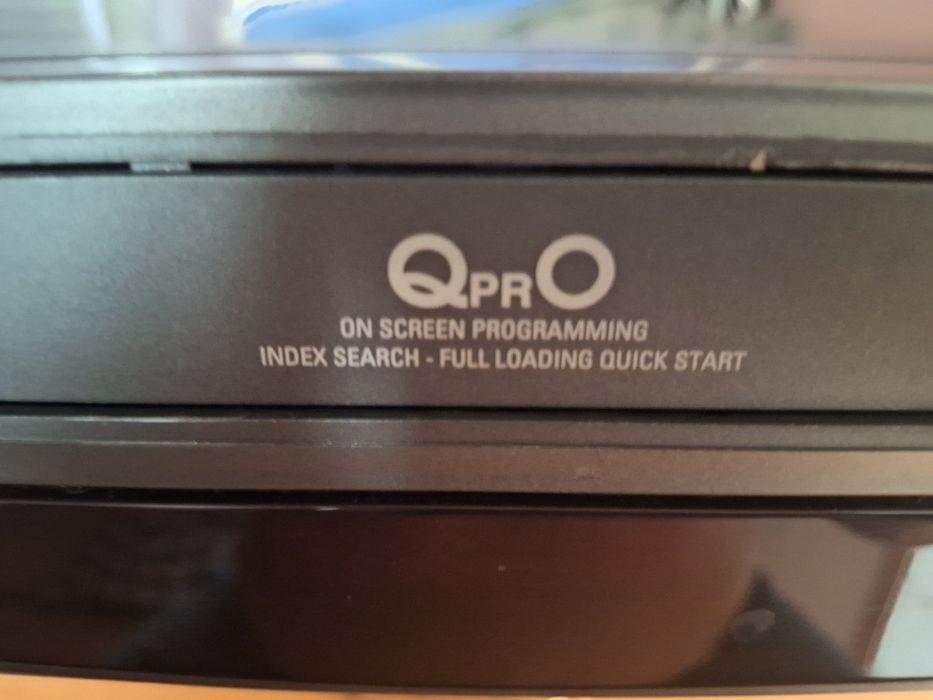 QPRO
ON SCREEN PROGRAMMING
INDEX SEARCH - FULL LOADING QUICK START